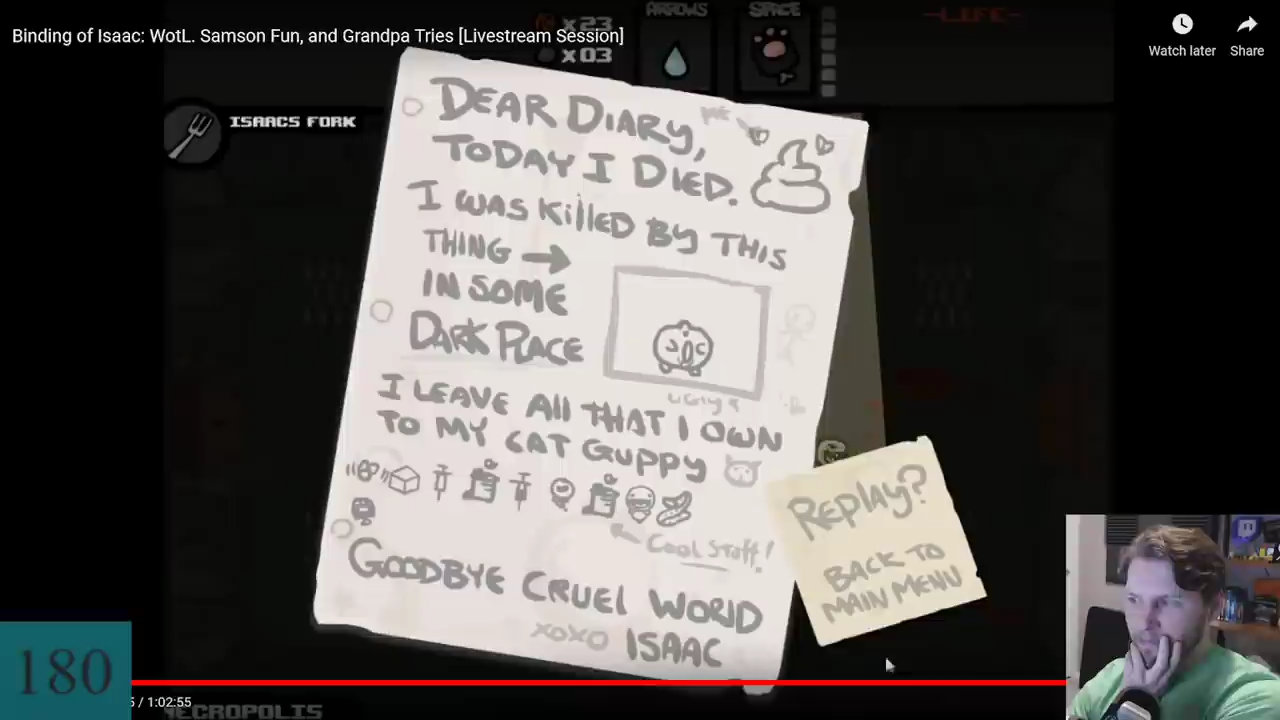 Binding of Isaac: WotL. Samson Fun, and Grandpa Tries [Livestream Session]
Watch later
Share
x23
x03
ARROWS
SPACE
-LIFE-
ISAACS FORK
DEAR DIARY,
TODAY I DIED.
I WAS KILLED BY THIS
THING
IN SOME
DARK PLACE
UGLY
I LEAVE ALL THAT I OWN
TO MY CAT GUPPY
COOL STUFF!
GOODBYE CRUEL WORLD
XOXO ISAAC
REPLAY?
BACK TO
MAIN MENU
180
/ 1:02:55
NECROPOLIS